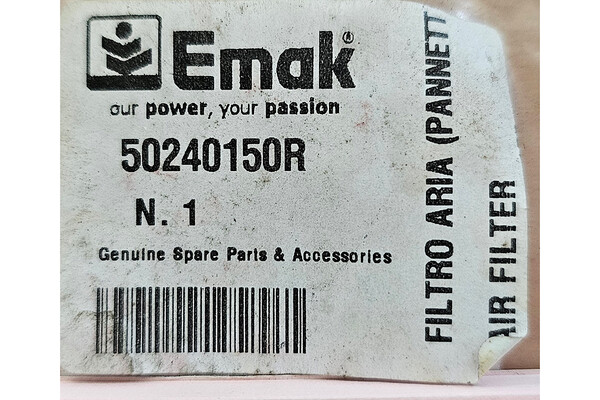 Emak®
our power, your passion
50240150R
N. 1
Genuine Spare Parts & Accessories
FILTRO ARIA (PANNETT
AIR FILTER